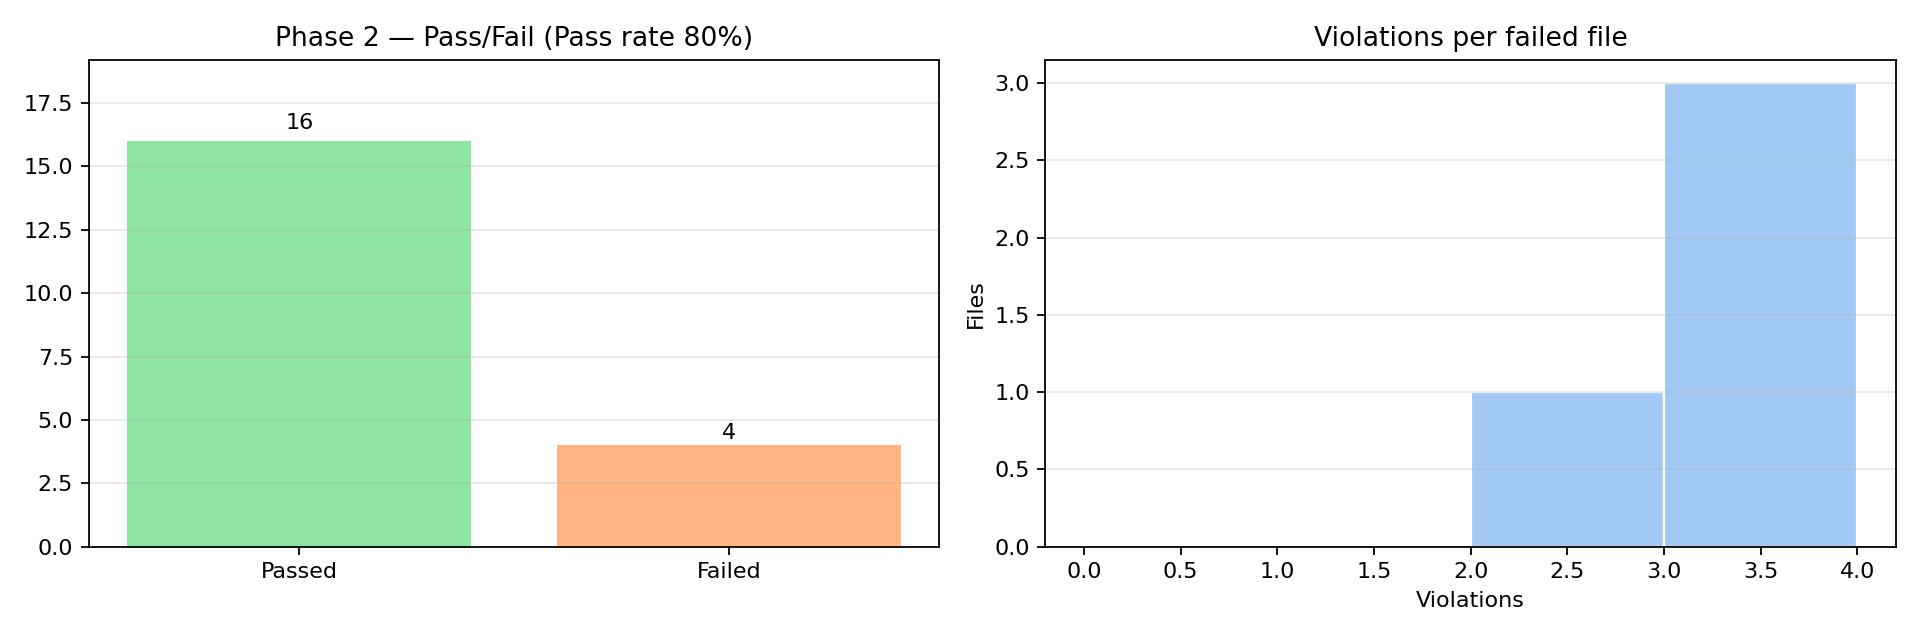 Phase 2 — Pass/Fail (Pass rate 80%)
17.5
15.0
12.5
10.0
7.5
5.0
2.5
0.0
16
4
Passed Failed
Violations per failed file
Files
3.0
2.5
2.0
1.5
1.0
0.5
0.0
0.0 0.5 1.0 1.5 2.0 2.5 3.0 3.5 4.0
Violations